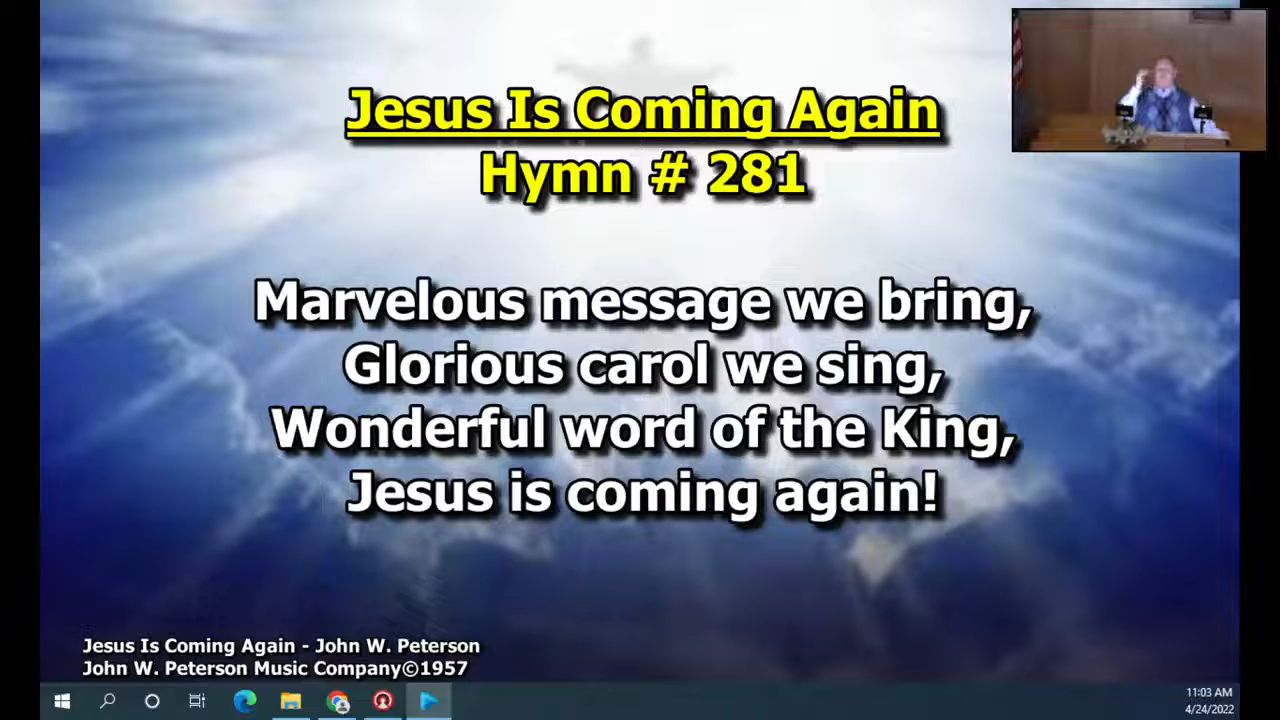 Jesus Is Coming Again
Hymn # 281
Marvelous message we bring,
Glorious carol we sing,
Wonderful word of the King,
Jesus is coming again!
Jesus Is Coming Again - John W. Peterson
John W. Peterson Music Company©1957
11:03 AM
4/24/2022